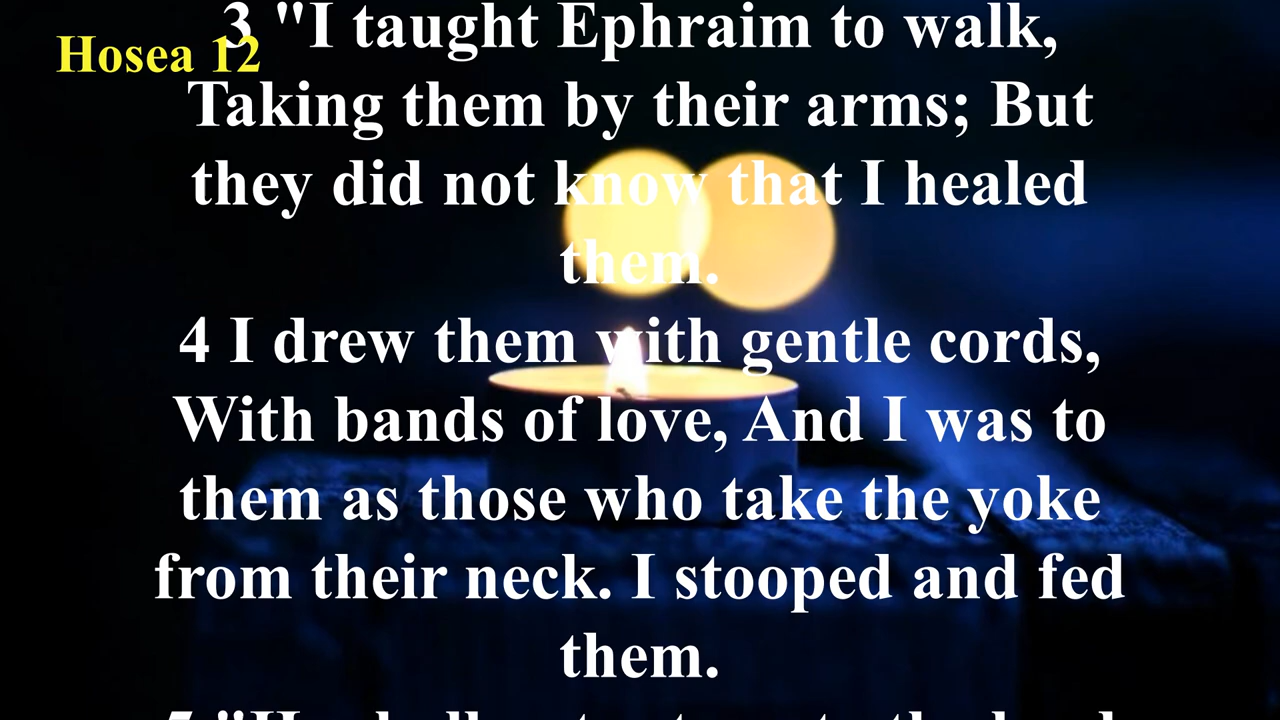 Hosea 12
3 "I taught Ephraim to walk,
Taking them by their arms; But
they did not know that I healed
them.
4 I drew them with gentle cords,
With bands of love, And I was to
them as those who take the yoke
from their neck. I stooped and fed
them.